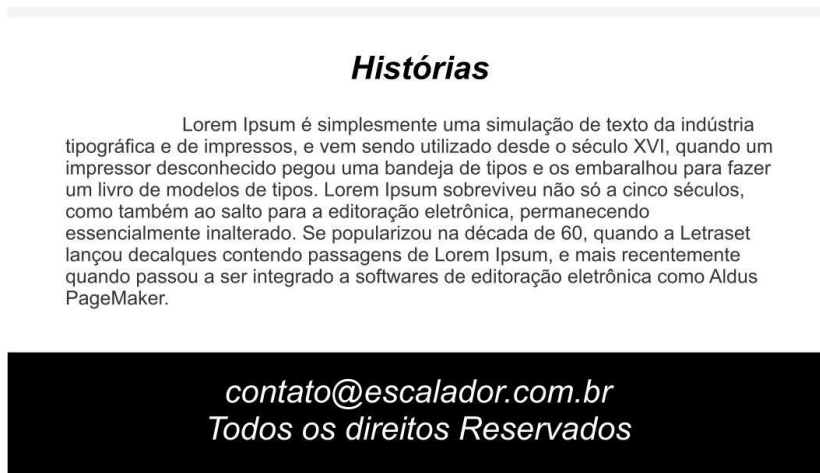 Histórias
Lorem Ipsum é simplesmente uma simulação de texto da indústria
tipográfica e de impressos, e vem sendo utilizado desde o século XVI, quando um
impressor desconhecido pegou uma bandeja de tipos e os embaralhou para fazer
um livro de modelos de tipos. Lorem Ipsum sobreviveu não só a cinco séculos,
como também ao salto para a editoração eletrônica, permanecendo
essencialmente inalterado. Se popularizou na década de 60, quando a Letraset
lançou decalques contendo passagens de Lorem Ipsum, e mais recentemente
quando passou a ser integrado a softwares de editoração eletrônica como Aldus
PageMaker.
contato@escalador.com.br
Todos os direitos Reservados